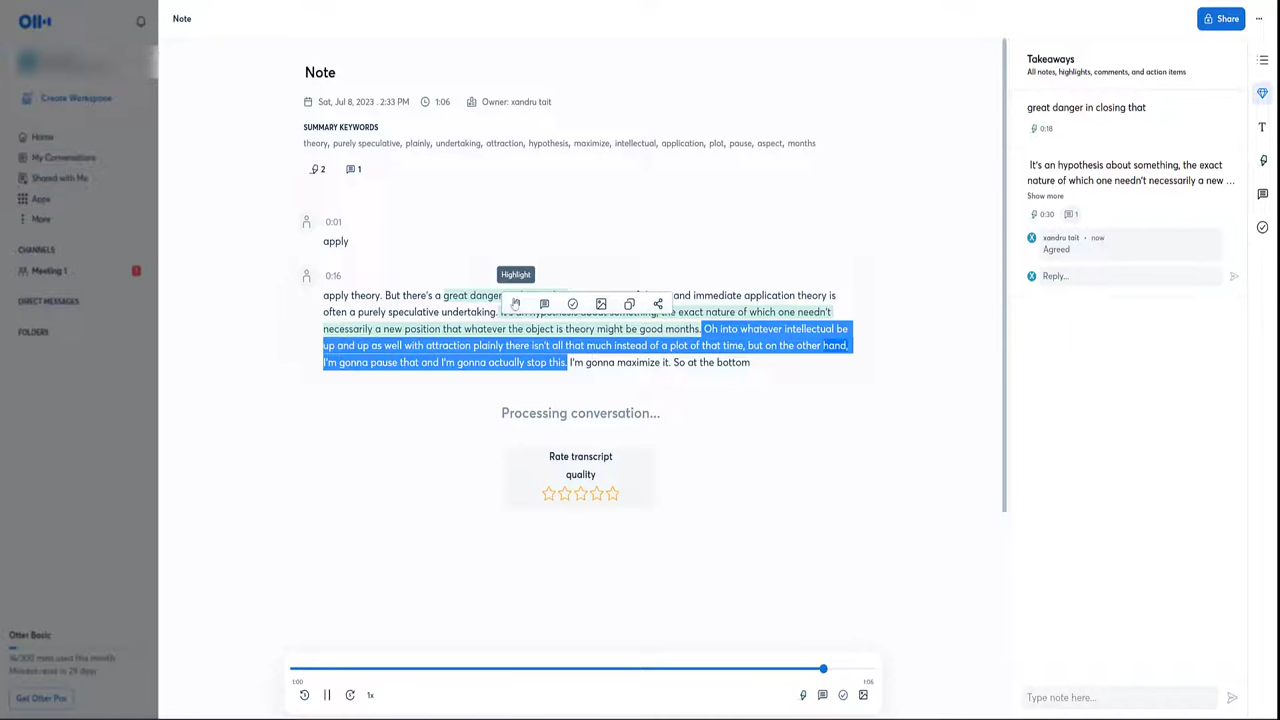 Otter
Note
Share
Create Workspace
Home
My Conversations
Shared with Me
Apps
More
CHANNELS
Meeting 1
DIRECT MESSAGES
FOLDERS
Otter Basic
Get Otter Pro
Note
Sat, Jul 8, 2023 . 2:33 PM 1:06 Owner: xandru tait
SUMMARY KEYWORDS
theory, purely speculative, plainly, undertaking, attraction, hypothesis, maximize, intellectual, application, plot, pause, aspect, months
2 1
0:01
apply
0:16
Highlight
apply theory. But there's a great danger and immediate application theory is
often a purely speculative undertaking. It's an hypothesis about something, the exact nature of which one needn't
necessarily a new position that whatever the object is theory might be good months. Oh into whatever intellectual be
up and up as well with attraction plainly there isn't all that much instead of a plot of that time, but on the other hand,
I'm gonna pause that and I'm gonna actually stop this. I'm gonna maximize it. So at the bottom
Processing conversation...
Rate transcript
quality
1:00 1:06
1x
Takeaways
All notes, highlights, comments, and action items
great danger in closing that
0:18
It's an hypothesis about something, the exact
nature of which one needn't necessarily a new ...
Show more
0:30 1
xandru tait • now
Agreed
Reply...
T
Type note here...